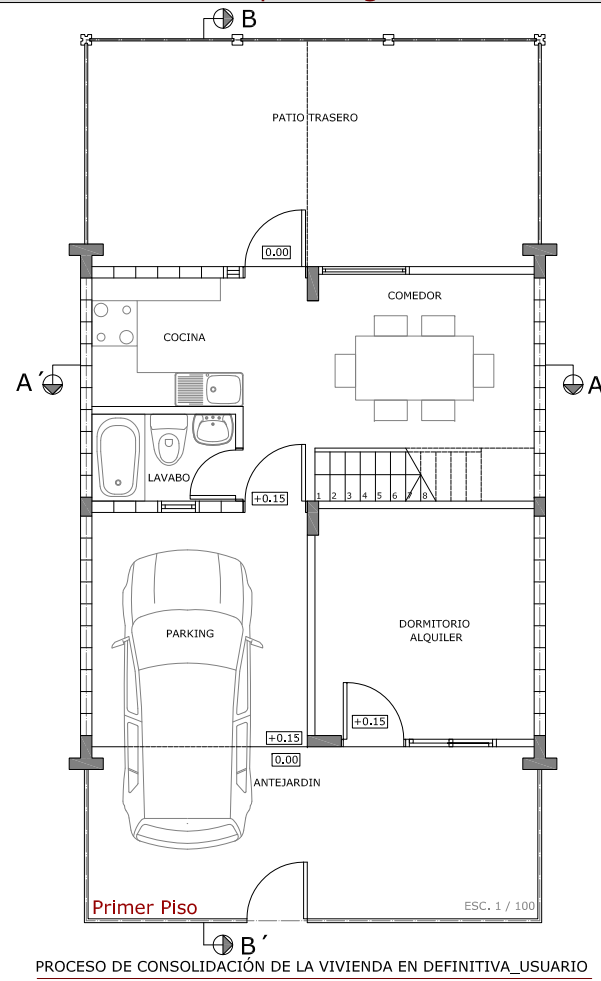 B
PATIO TRASERO
0.00
COMEDOR
COCINA
A´
A
LAVABO
+0.15
1 2 3 4 5 6 7 8
DORMITORIO
ALQUILER
PARKING
+0.15
+0.15
0.00
ANTEJARDIN
Primer Piso
ESC. 1 / 100
B´
PROCESO DE CONSOLIDACIÓN DE LA VIVIENDA EN DEFINITIVA_USUARIO